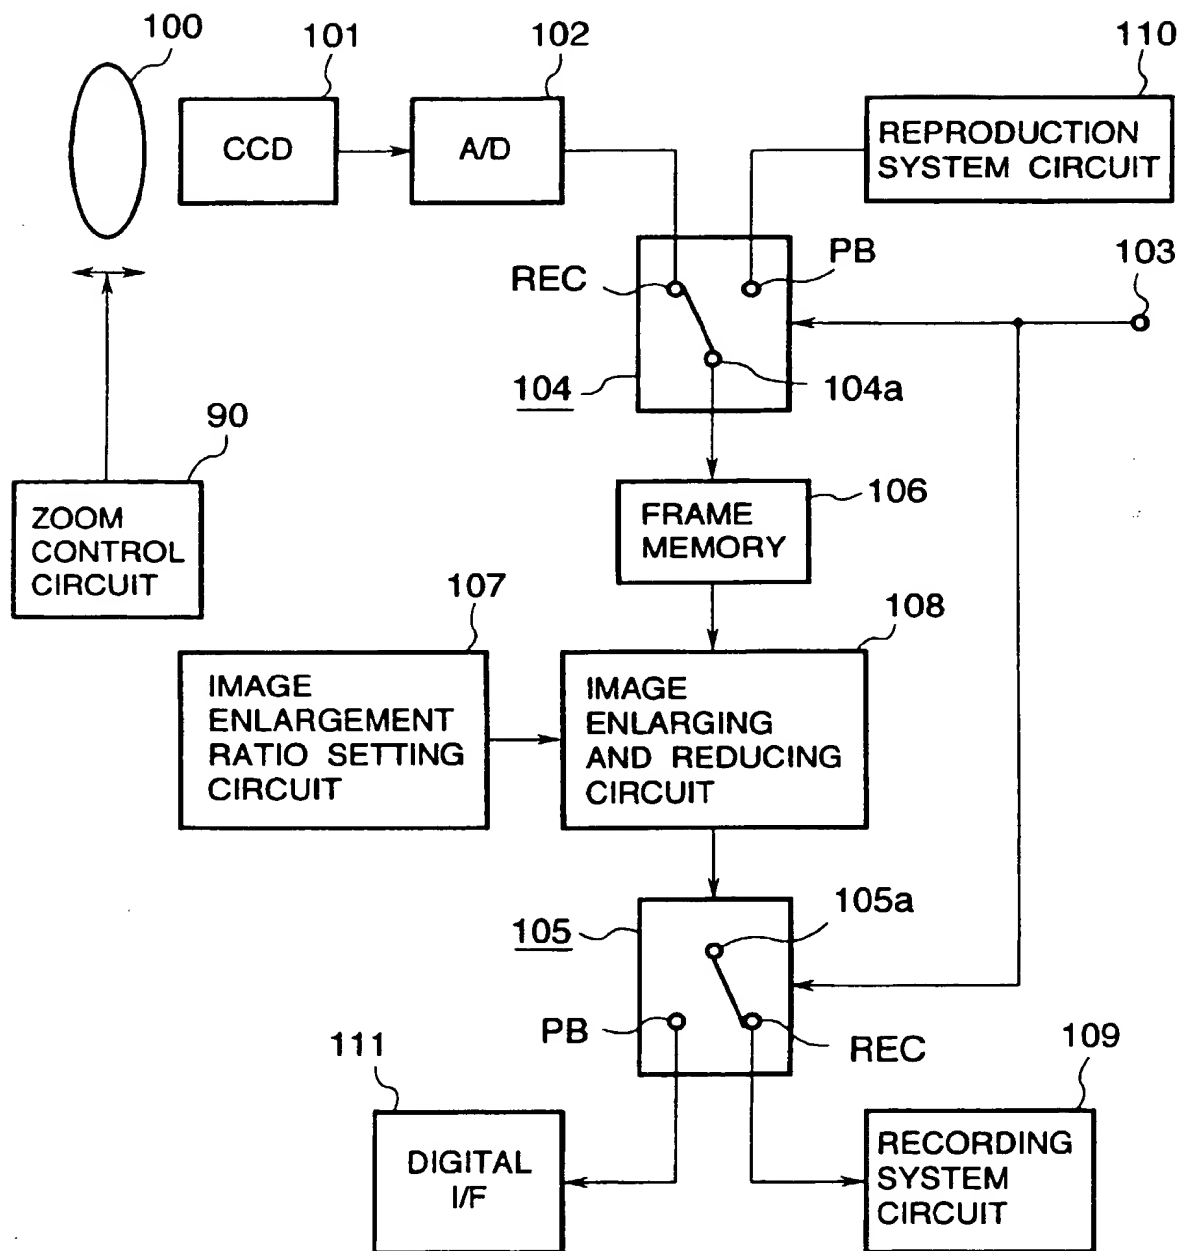 100
101
102
110
CCD
A/D
REPRODUCTION
SYSTEM CIRCUIT
REC
PB
103
104
104a
90
ZOOM
CONTROL
CIRCUIT
106
FRAME
MEMORY
107
108
IMAGE
ENLARGEMENT
RATIO SETTING
CIRCUIT
IMAGE
ENLARGING
AND REDUCING
CIRCUIT
105
105a
PB
REC
111
109
DIGITAL
I/F
RECORDING
SYSTEM
CIRCUIT